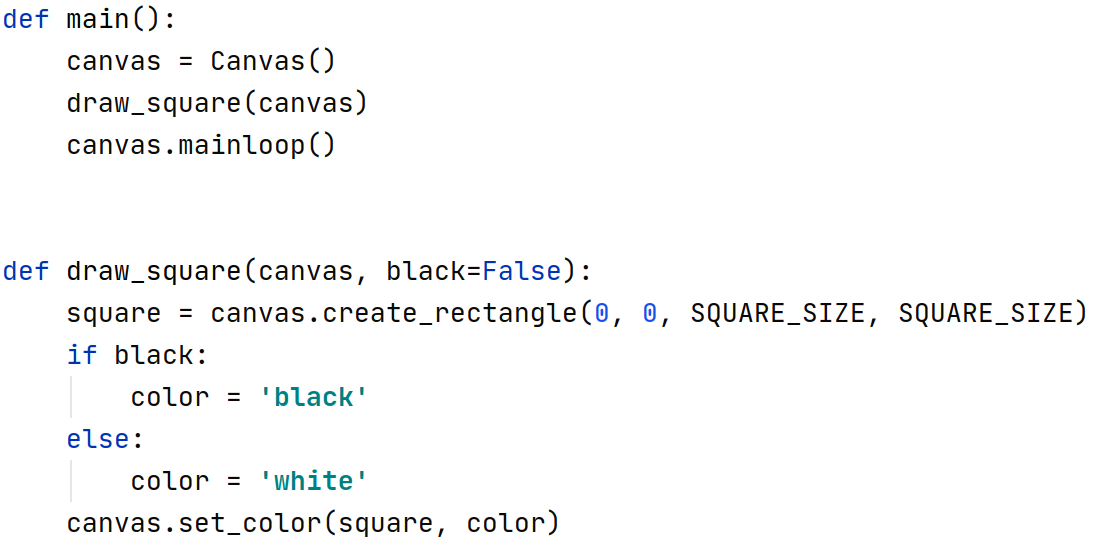 def main():
    canvas = Canvas()
    draw_square(canvas)
    canvas.mainloop()
def draw_square(canvas, black=False):
    square = canvas.create_rectangle(0, 0, SQUARE_SIZE, SQUARE_SIZE)
    if black:
        color = 'black'
    else:
        color = 'white'
    canvas.set_color(square, color)